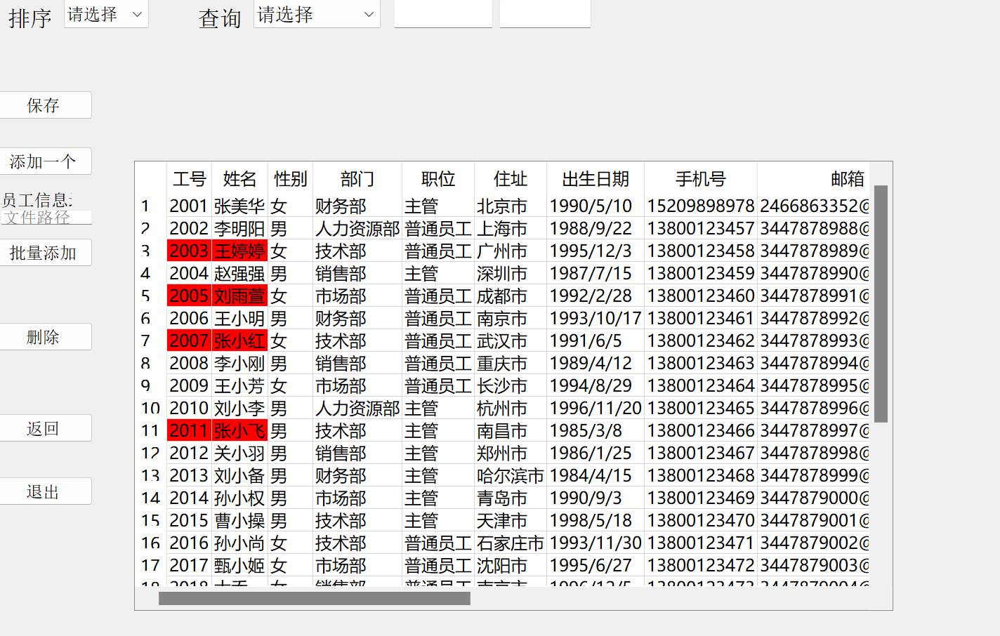 排序 请选择 查询 请选择
保存
添加一个
员工信息
文件路径
批量添加
删除
返回
退出
工号 姓名 性别 部门 职位 住址 出生日期 手机号 邮箱
1 2001 张美华 女 财务部 主管 北京市 1990/5/10 15209898978 2466863352@
2 2002 李明阳 男 人力资源部 普通员工 上海市 1988/9/22 13800123457 3447878988@
3 2003 王婷婷 女 技术部 普通员工 广州市 1995/12/3 13800123458 3447878989@
4 2004 赵强强 男 销售部 主管 深圳市 1987/7/15 13800123459 3447878990@
5 2005 刘雨萱 女 市场部 普通员工 成都市 1992/2/28 13800123460 3447878991@
6 2006 王小明 男 财务部 普通员工 南京市 1993/10/17 13800123461 3447878992@
7 2007 张小红 女 技术部 普通员工 武汉市 1991/6/5 13800123462 3447878993@
8 2008 李小刚 男 销售部 普通员工 重庆市 1989/4/12 13800123463 3447878994@
9 2009 王小芳 女 市场部 普通员工 长沙市 1994/8/29 13800123464 3447878995@
10 2010 刘小李 男 人力资源部 主管 杭州市 1996/11/20 13800123465 3447878996@
11 2011 张小飞 男 技术部 主管 南昌市 1985/3/8 13800123466 3447878997@
12 2012 关小羽 男 销售部 主管 郑州市 1986/1/25 13800123467 3447878998@
13 2013 刘小备 男 财务部 主管 哈尔滨市 1984/4/15 13800123468 3447878999@
14 2014 孙小权 男 市场部 主管 青岛市 1990/9/3 13800123469 3447879000@
15 2015 曹小操 男 技术部 主管 天津市 1998/5/18 13800123470 3447879001@
16 2016 孙小尚 女 技术部 普通员工 石家庄市 1993/11/30 13800123471 3447879002@
17 2017 甄小姬 女 市场部 普通员工 沈阳市 1995/6/27 13800123472 3447879003@